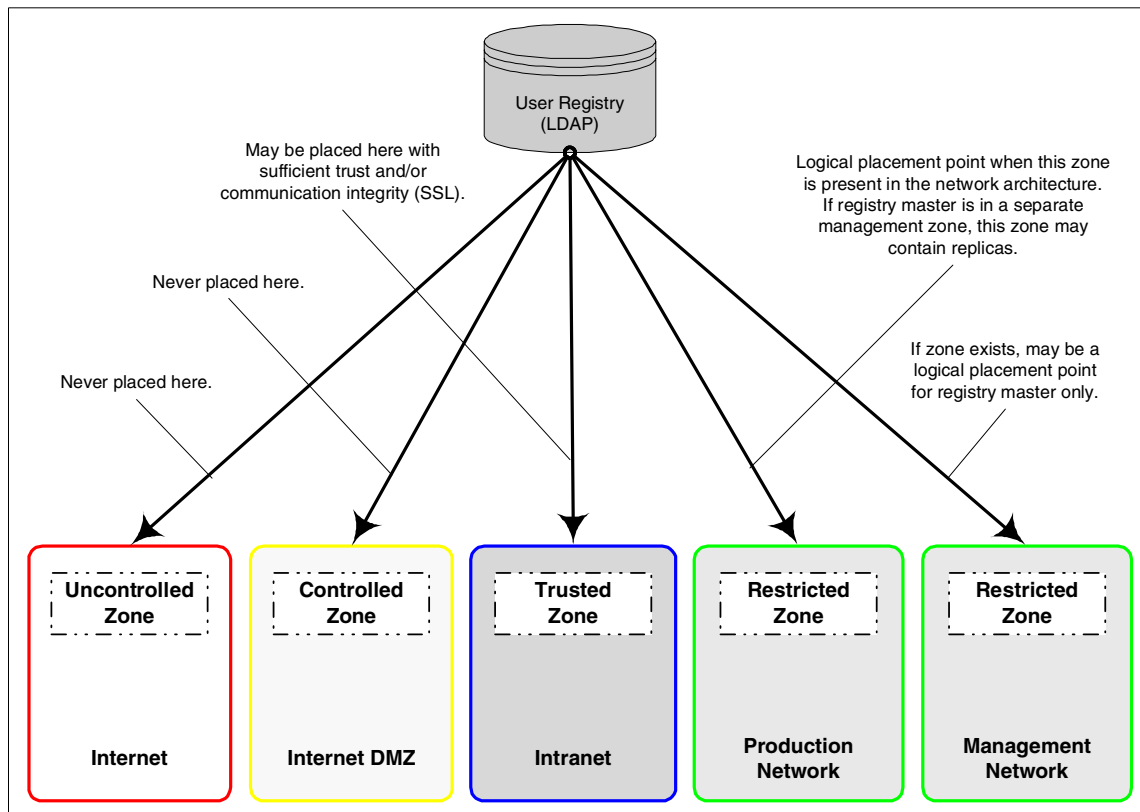 User Registry
(LDAP)
May be placed here with
sufficient trust and/or
communication integrity (SSL).
Logical placement point when this zone
is present in the network architecture.
If registry master is in a separate
management zone, this zone may
contain replicas.
Never placed here.
Never placed here.
If zone exists, may be a
logical placement point
for registry master only.
Uncontrolled
Zone
Internet
Controlled
Zone
Internet DMZ
Trusted
Zone
Intranet
Restricted
Zone
Production
Network
Restricted
Zone
Management
Network